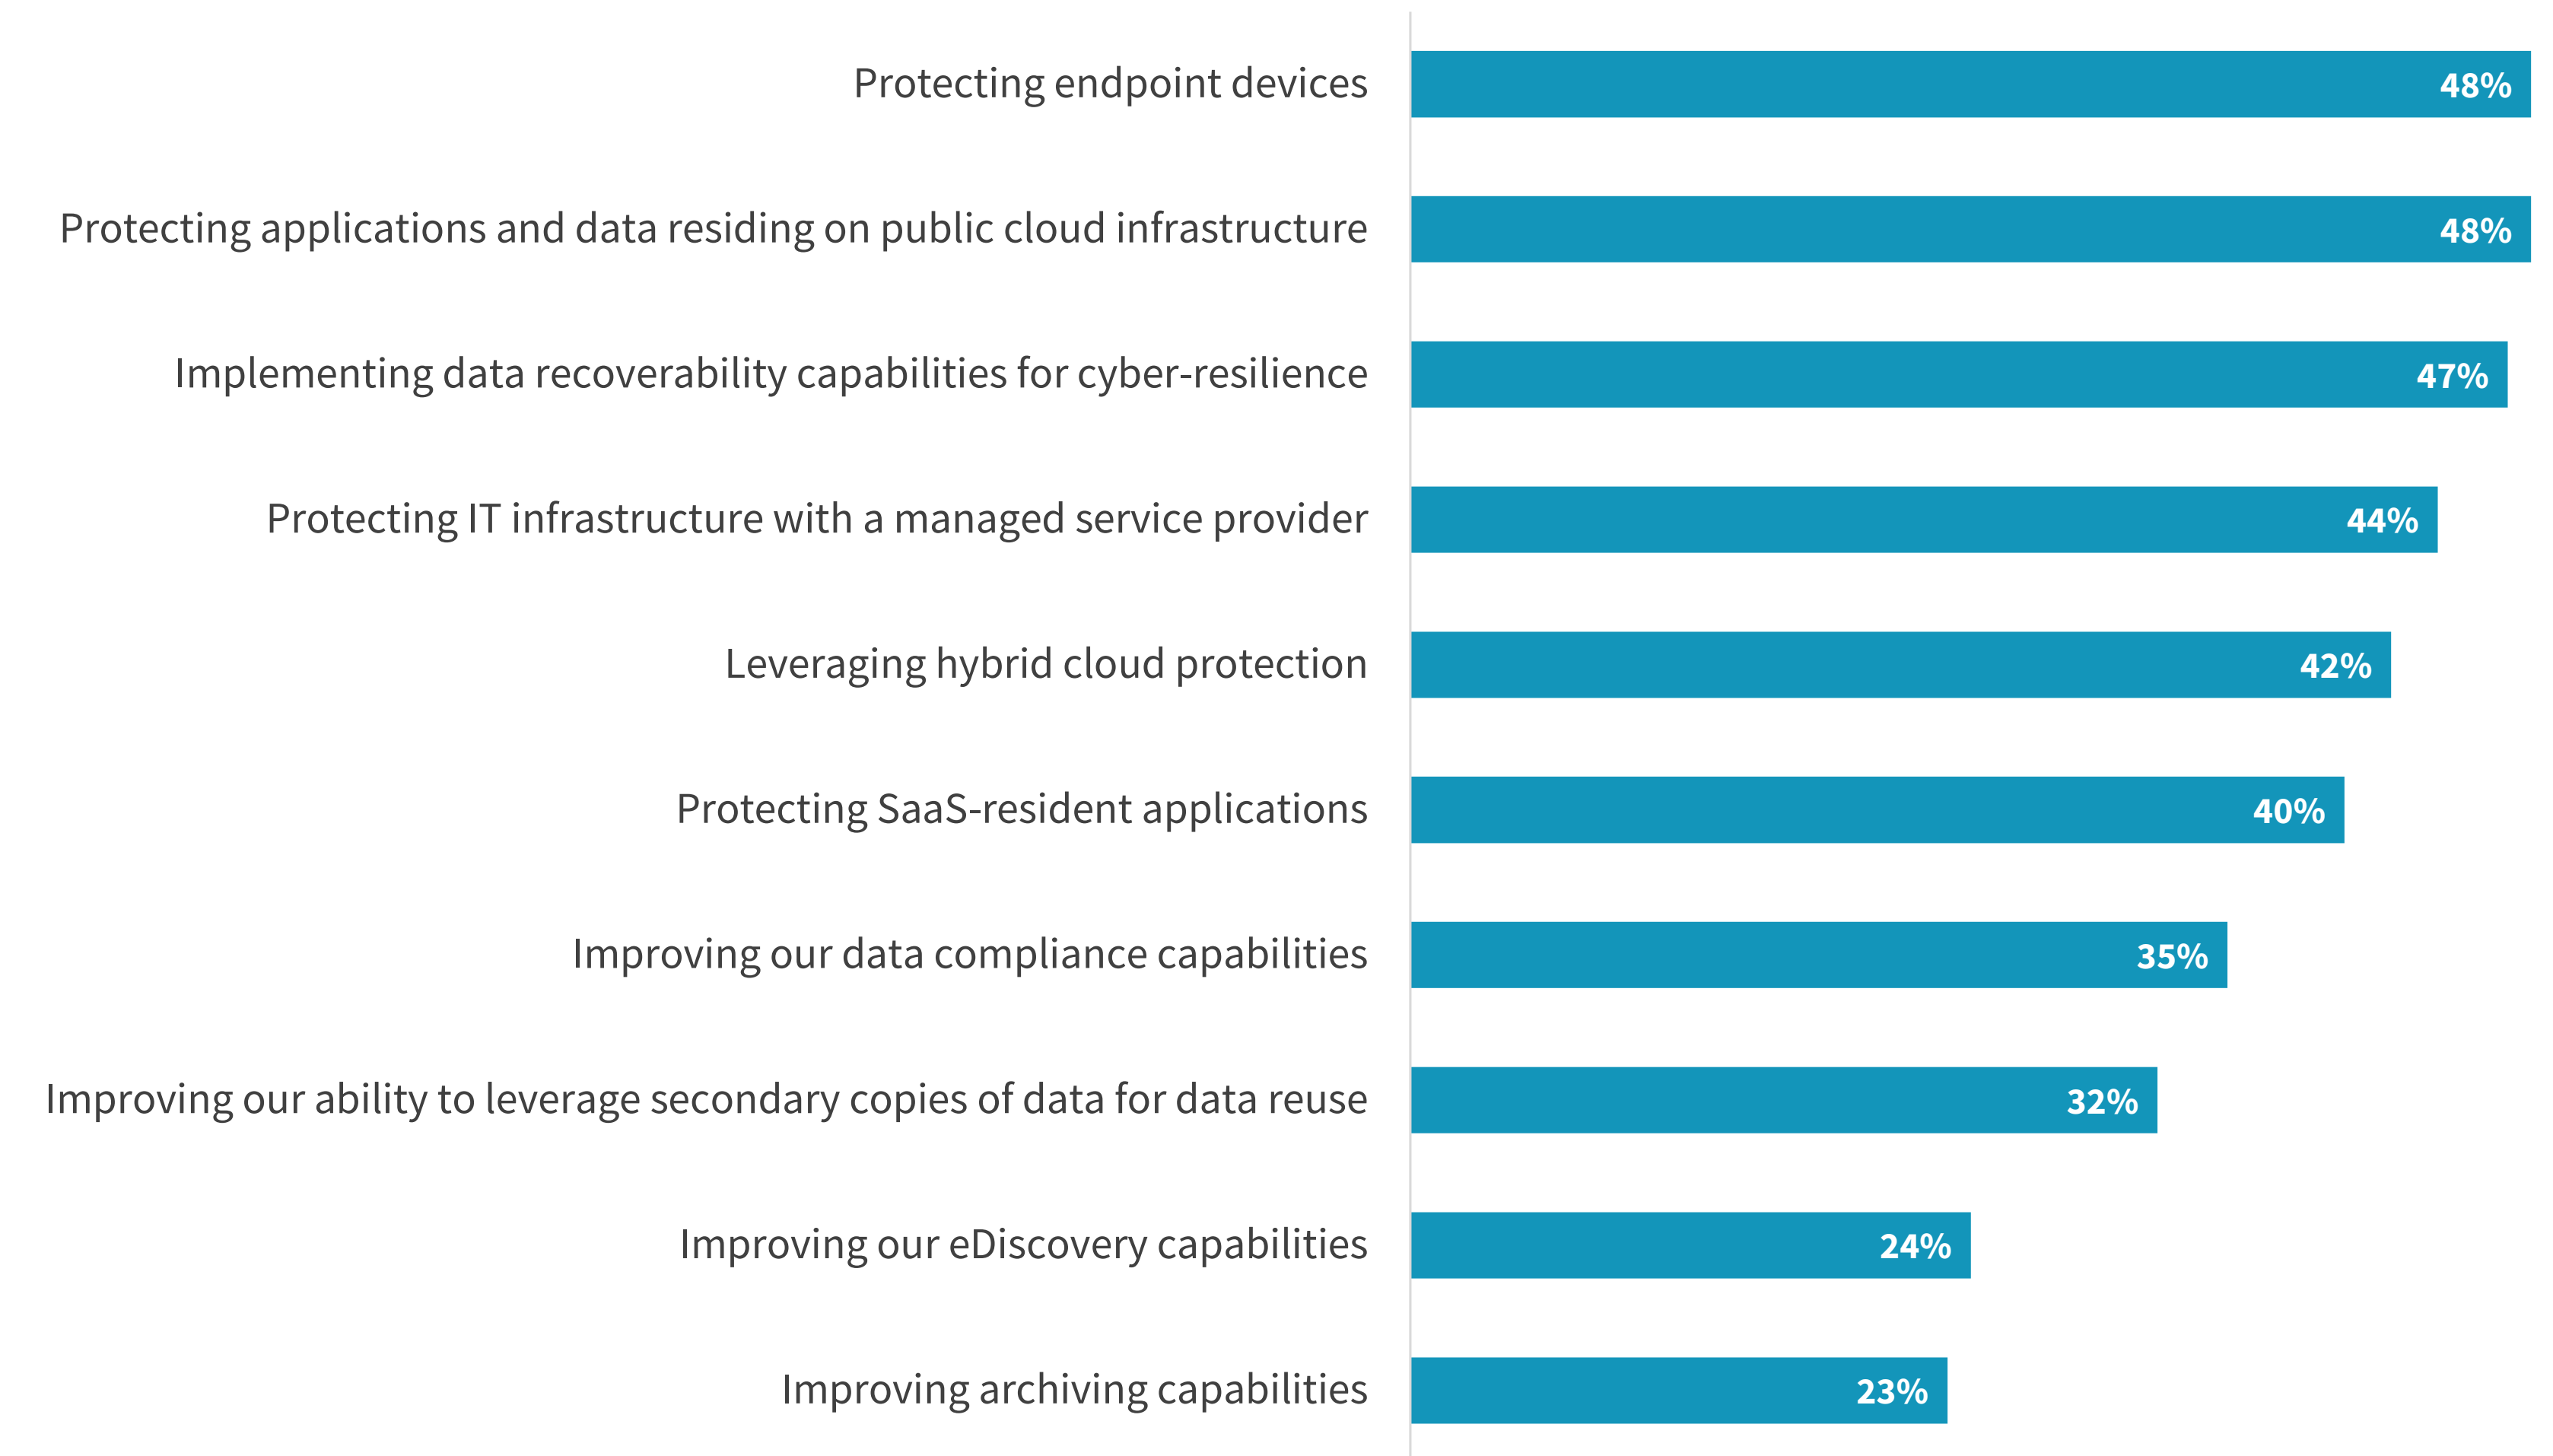 Protecting endpoint devices 48%
Protecting applications and data residing on public cloud infrastructure 48%
Implementing data recoverability capabilities for cyber-resilience 47%
Protecting IT infrastructure with a managed service provider 44%
Leveraging hybrid cloud protection 42%
Protecting SaaS-resident applications 40%
Improving our data compliance capabilities 35%
Improving our ability to leverage secondary copies of data for data reuse 32%
Improving our eDiscovery capabilities 24%
Improving archiving capabilities 23%